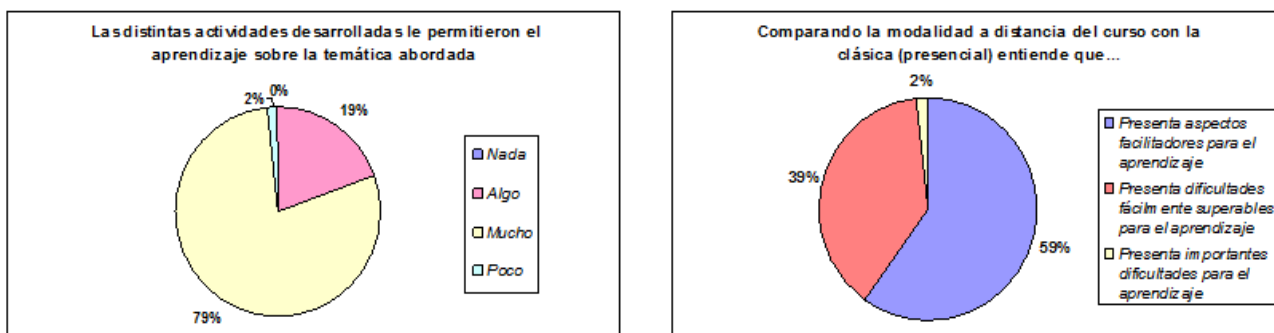 Las distintas actividades desarrolladas le permitieron el
aprendizaje sobre la temática abordada
2%
0%
19%
79%
Nada
Algo
Mucho
Poco
Comparando la modalidad a distancia del curso con la
clásica (presencial) entiende que...
2%
39%
59%
Presenta aspectos
facilitadores para el
aprendizaje
Presenta dificultades
fácilmente superables
para el aprendizaje
Presenta importantes
dificultades para el
aprendizaje